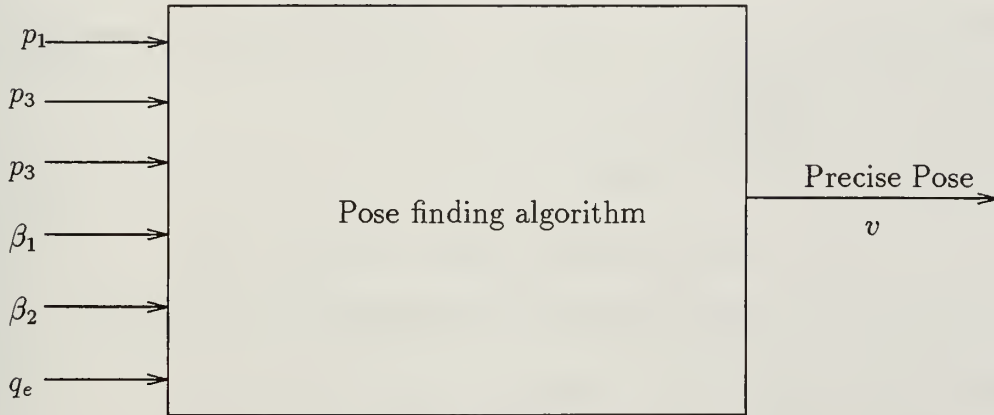 p₁
p₃
p₃
β₁
β₂
qₑ
Pose finding algorithm
Precise Pose
v